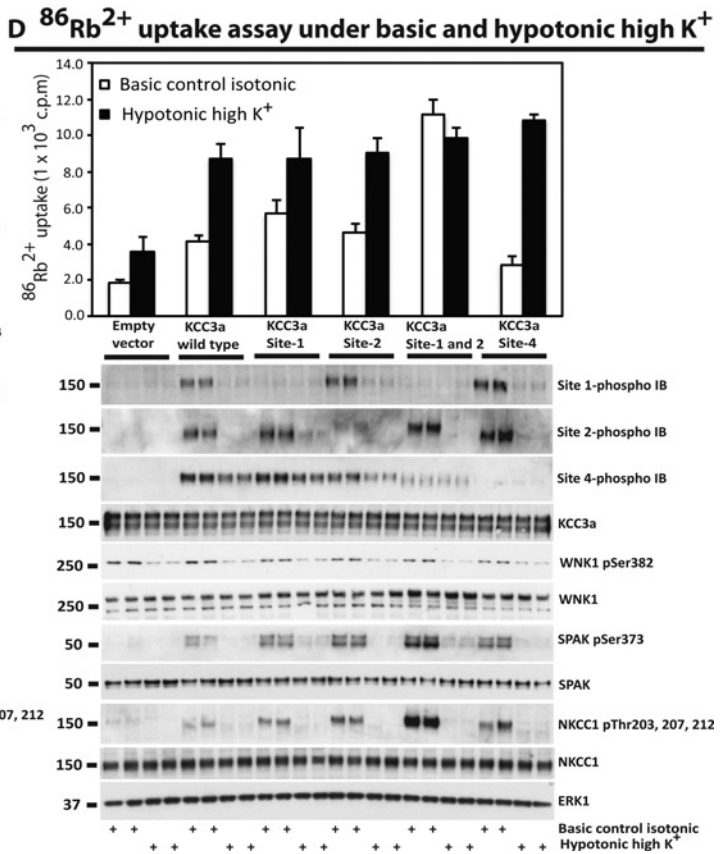 D ⁸⁶Rb²⁺ uptake assay under basic and hypotonic high K⁺
⁸⁶Rb²⁺ uptake (1 x 10³ c.p.m)
14.0
12.0
10.0
8.0
6.0
4.0
2.0
0.0
Basic control isotonic
Hypotonic high K⁺
Empty vector
KCC3a wild type
KCC3a Site-1
KCC3a Site-2
KCC3a Site-1 and 2
KCC3a Site-4
150 Site 1-phospho IB
150 Site 2-phospho IB
150 Site 4-phospho IB
150 KCC3a
250 WNK1 pSer382
250 WNK1
50 SPAK pSer373
50 SPAK
07, 212
150 NKCC1 pThr203, 207, 212
150 NKCC1
37 ERK1
+ + + + + + + + + + + + Basic control isotonic
+ + + + + + + + + + + + Hypotonic high K⁺